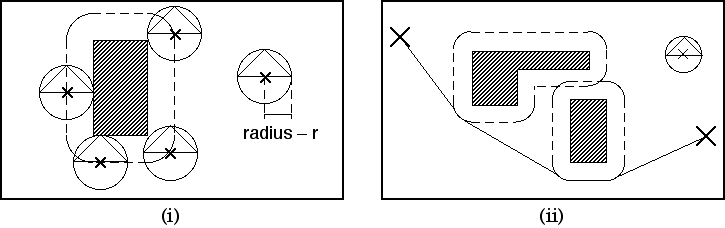 radius – r
(i)
(ii)